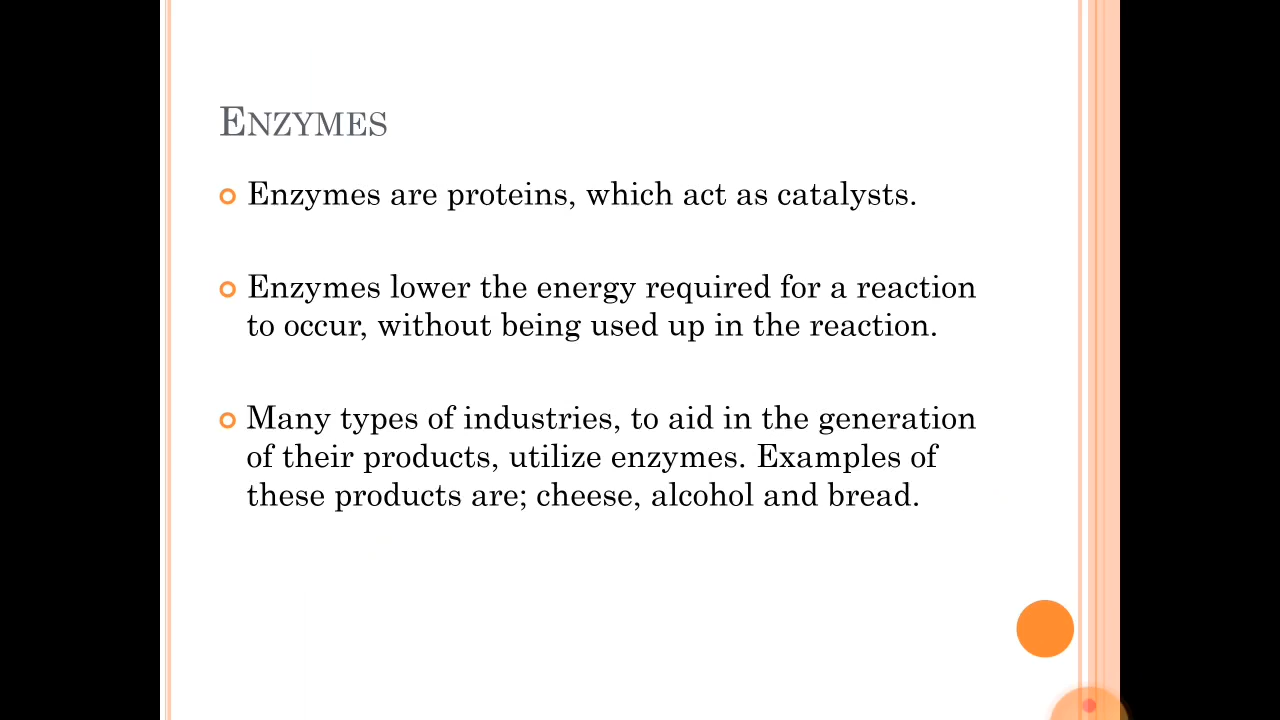 ENZYMES
Enzymes are proteins, which act as catalysts.
Enzymes lower the energy required for a reaction
to occur, without being used up in the reaction.
Many types of industries, to aid in the generation
of their products, utilize enzymes. Examples of
these products are; cheese, alcohol and bread.